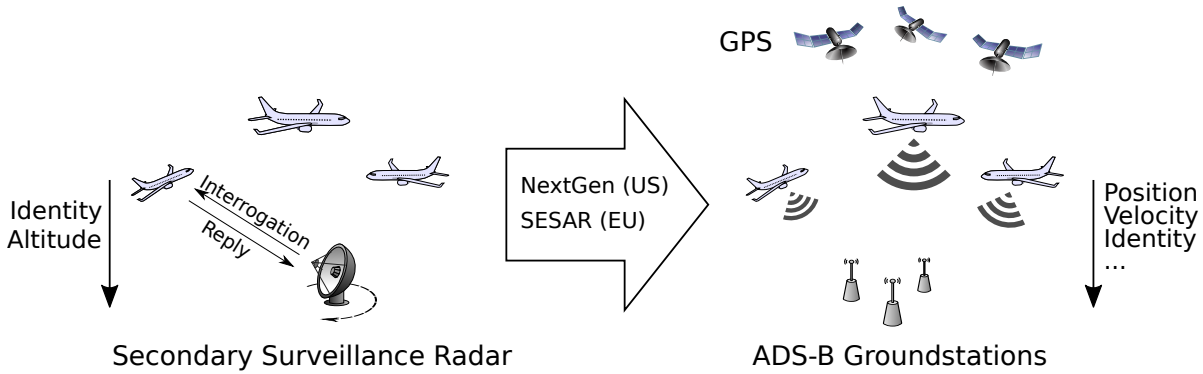 GPS
Identity
Altitude
Interrogation
Reply
NextGen (US)
SESAR (EU)
Position
Velocity
Identity
...
Secondary Surveillance Radar
ADS-B Groundstations